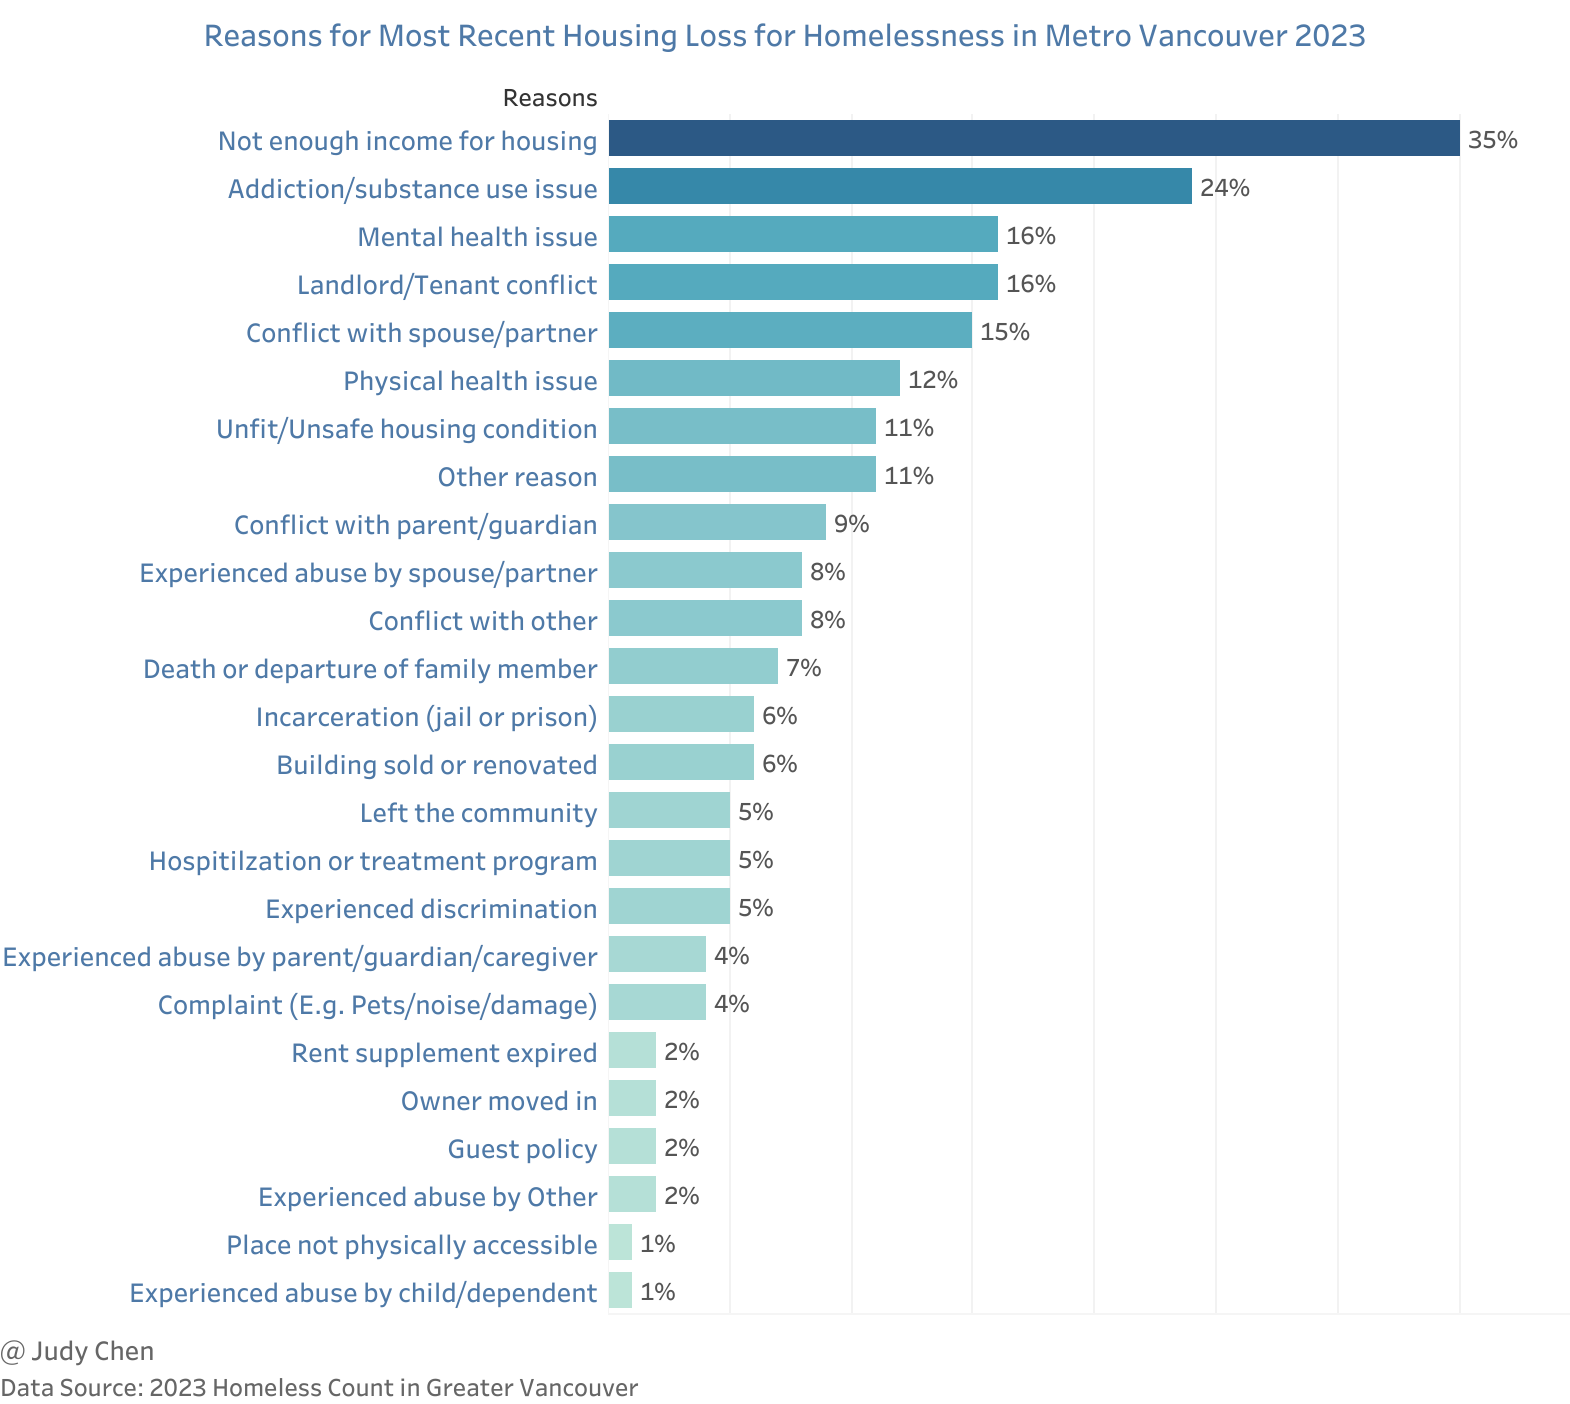 Reasons for Most Recent Housing Loss for Homelessness in Metro Vancouver 2023
Reasons
Not enough income for housing 35%
Addiction/substance use issue 24%
Mental health issue 16%
Landlord/Tenant conflict 16%
Conflict with spouse/partner 15%
Physical health issue 12%
Unfit/Unsafe housing condition 11%
Other reason 11%
Conflict with parent/guardian 9%
Experienced abuse by spouse/partner 8%
Conflict with other 8%
Death or departure of family member 7%
Incarceration (jail or prison) 6%
Building sold or renovated 6%
Left the community 5%
Hospitilzation or treatment program 5%
Experienced discrimination 5%
Experienced abuse by parent/guardian/caregiver 4%
Complaint (E.g. Pets/noise/damage) 4%
Rent supplement expired 2%
Owner moved in 2%
Guest policy 2%
Experienced abuse by Other 2%
Place not physically accessible 1%
Experienced abuse by child/dependent 1%
@ Judy Chen
Data Source: 2023 Homeless Count in Greater Vancouver